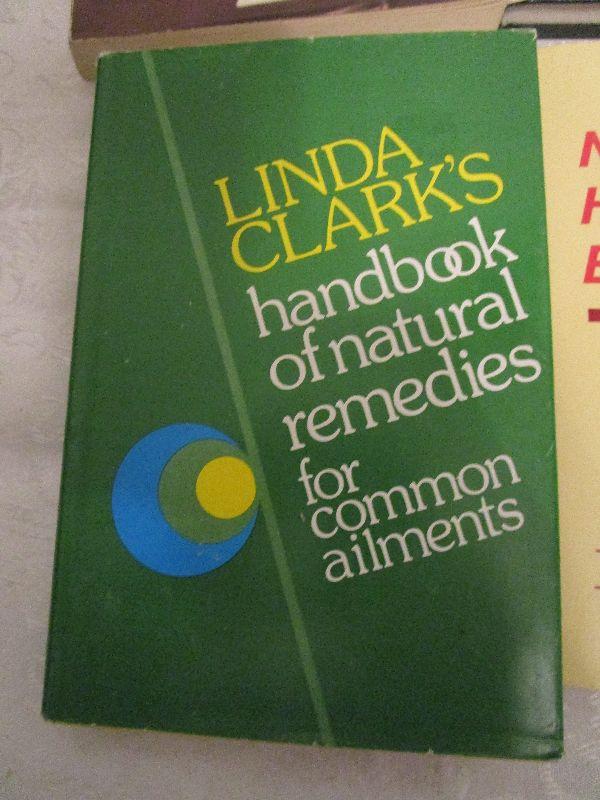 LINDA
CLARK'S
handbook
of natural
remedies
for
common
ailments